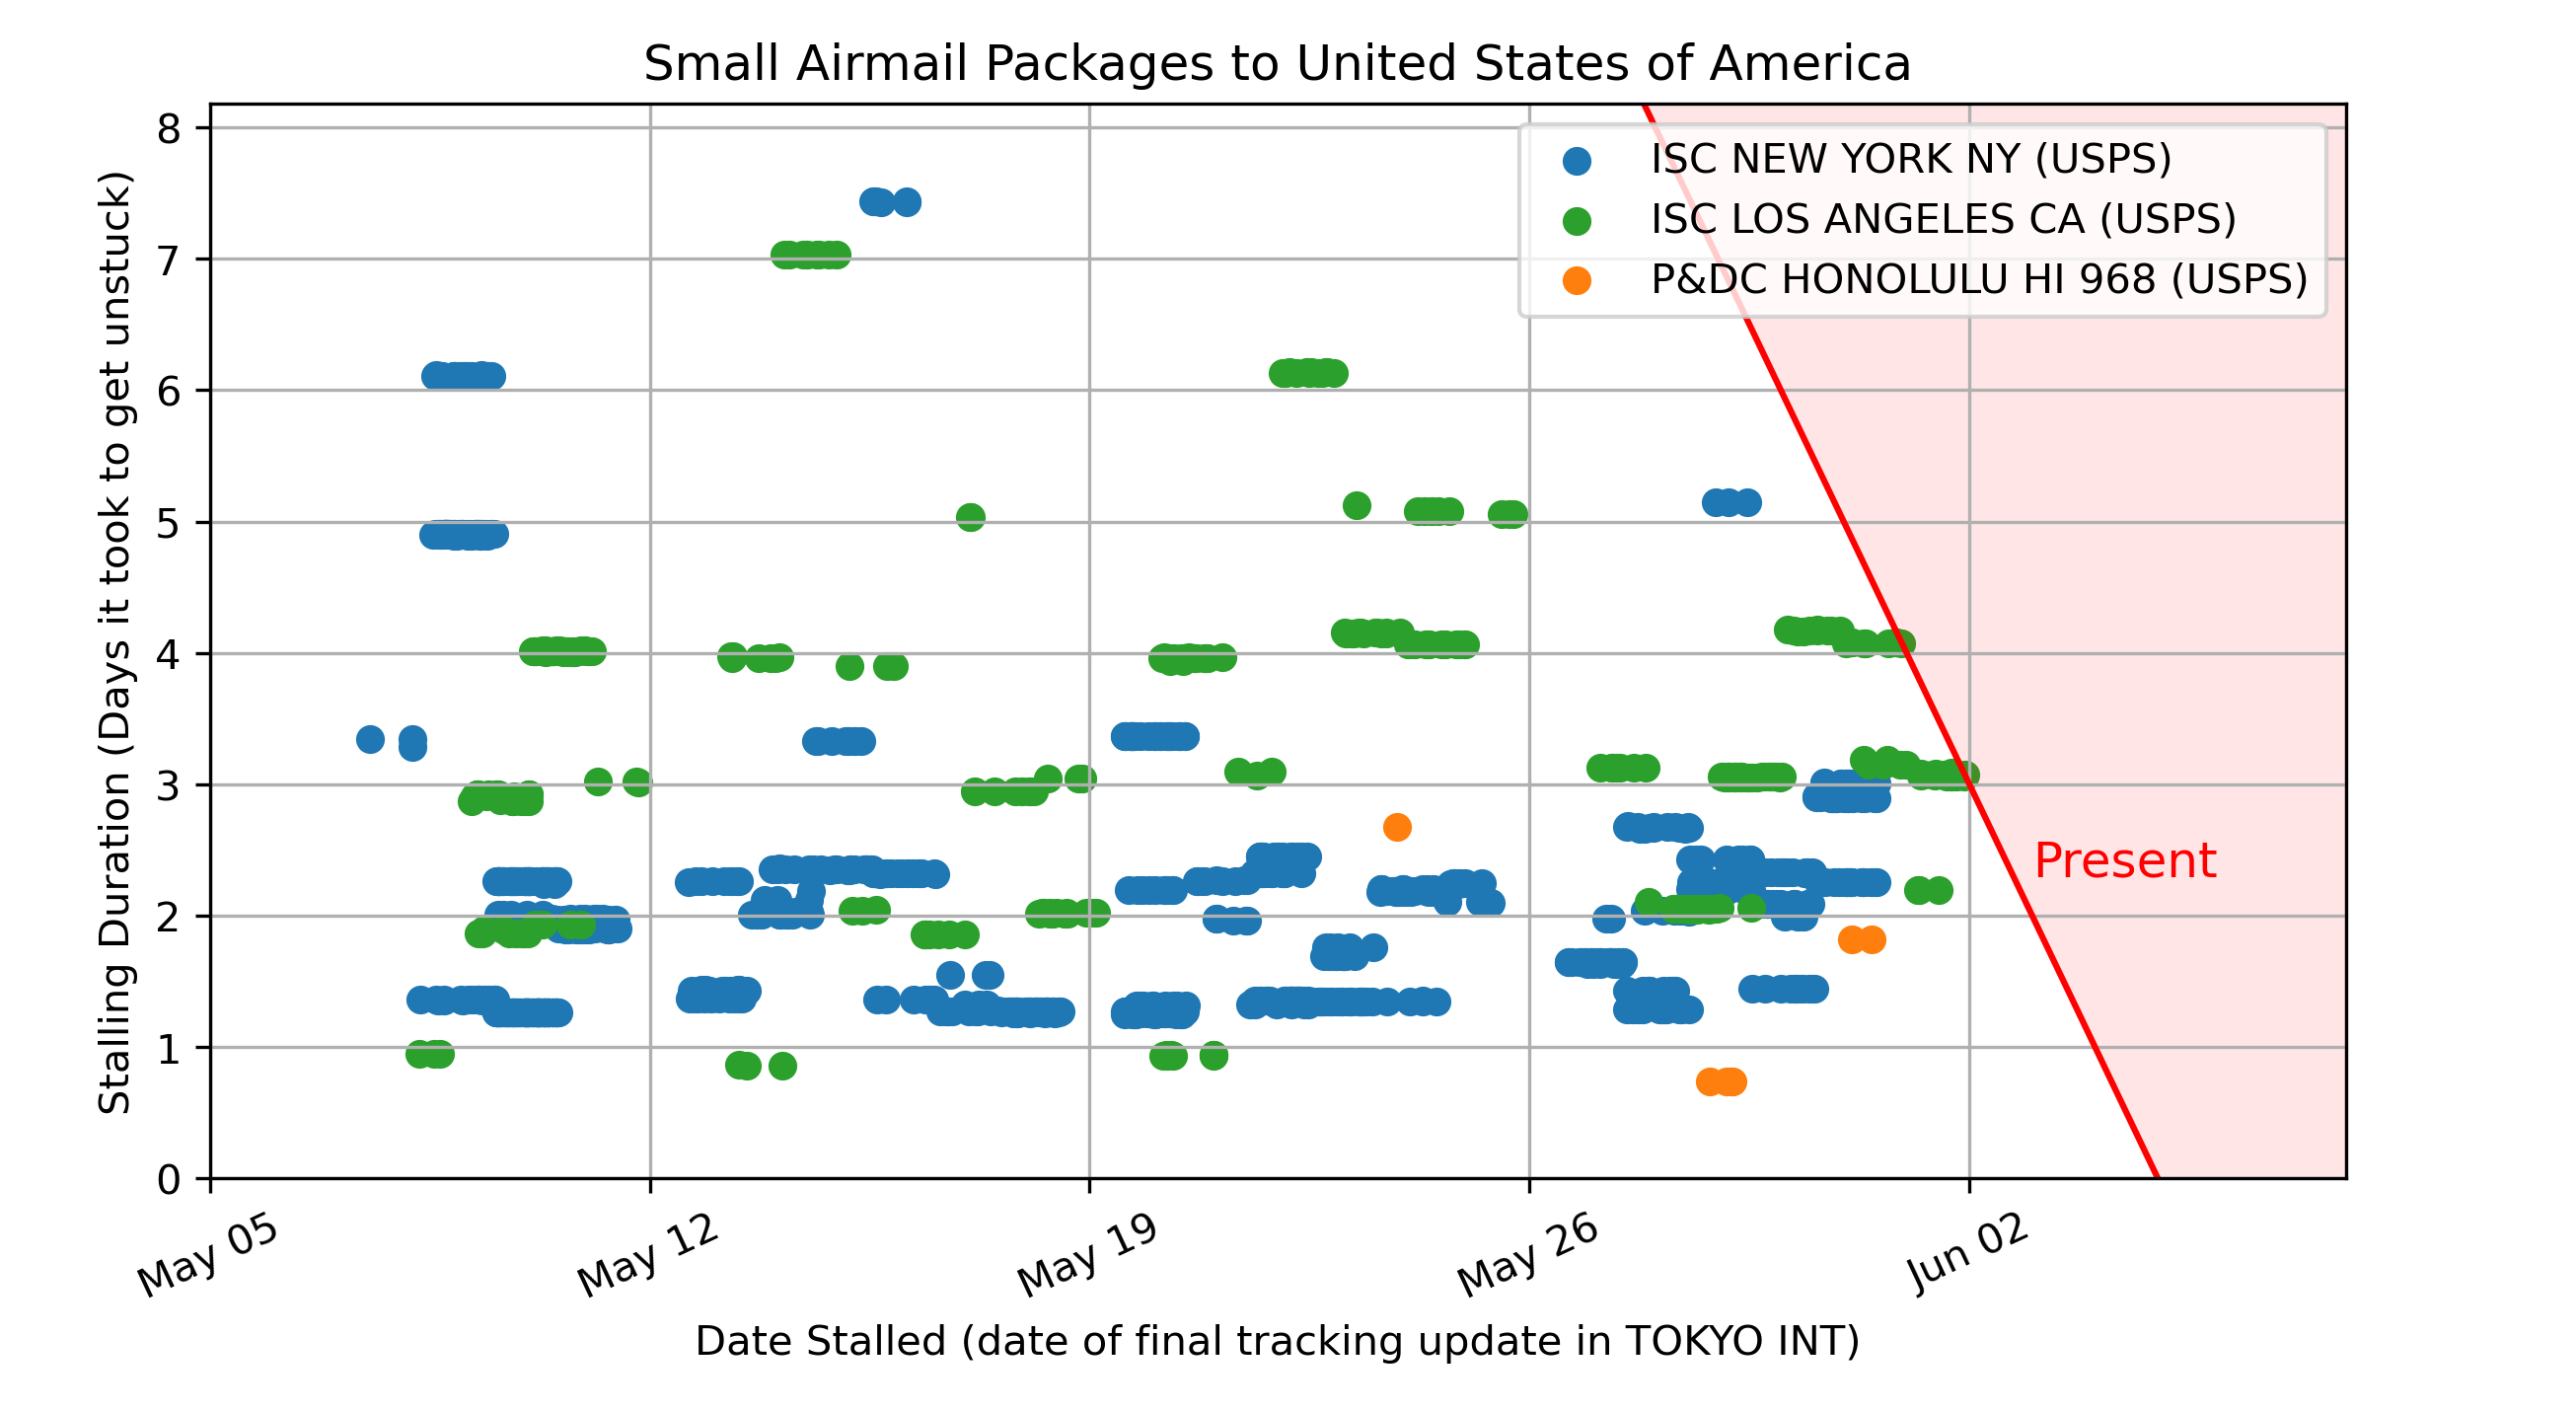 Small Airmail Packages to United States of America
Stalling Duration (Days it took to get unstuck)
8
7
6
5
4
3
2
1
0
ISC NEW YORK NY (USPS)
ISC LOS ANGELES CA (USPS)
P&DC HONOLULU HI 968 (USPS)
Present
May 05
May 12
May 19
May 26
Jun 02
Date Stalled (date of final tracking update in TOKYO INT)